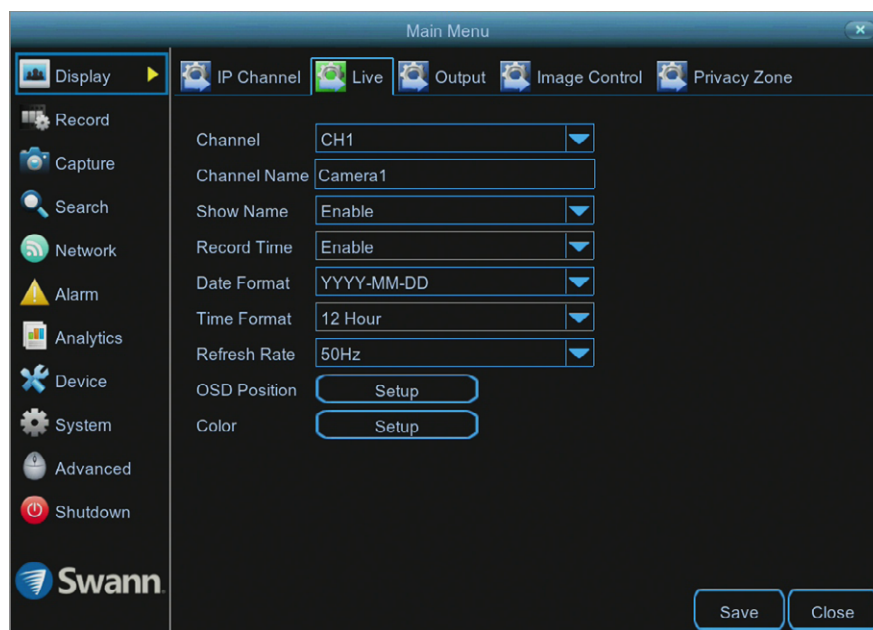 Main Menu
Display
Record
Capture
Search
Network
Alarm
Analytics
Device
System
Advanced
Shutdown
Swann.
IP Channel Live Output Image Control Privacy Zone
Channel CH1
Channel Name Camera1
Show Name Enable
Record Time Enable
Date Format YYYY-MM-DD
Time Format 12 Hour
Refresh Rate 50Hz
OSD Position Setup
Color Setup
Save Close